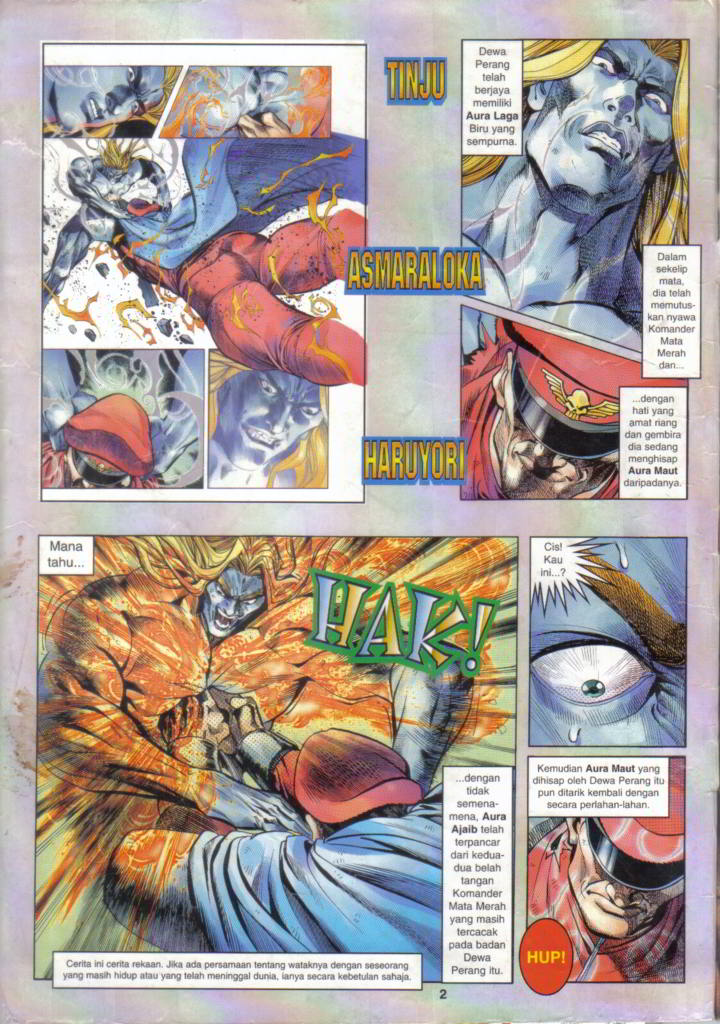 TINJU
ASMARALOKA
HARUYORI
Dewa
Perang
telah
berjaya
memiliki
Aura Laga
Biru yang
sempurna.
Dalam
sekelip
mata,
dia telah
memutus-
kan nyawa
Komander
Mata
Merah
dan...
...dengan
hati yang
amat riang
dan gembira
dia sedang
menghisap
Aura Maut
daripadanya.
Mana
tahu...
HAK!
...dengan
tidak
semena-
mena, Aura
Ajaib telah
terpancar
dari kedua-
dua belah
tangan
Komander
Mata Merah
yang masih
tercacak
pada badan
Dewa
Perang itu.
Cis!
Kau
ini...?
Kemudian Aura Maut yang
dihisap oleh Dewa Perang itu
pun ditarik kembali dengan
secara perlahan-lahan.
HUP!
Cerita ini cerita rekaan. Jika ada persamaan tentang wataknya dengan seseorang
yang masih hidup atau yang telah meninggal dunia, ianya secara kebetulan sahaja.
2